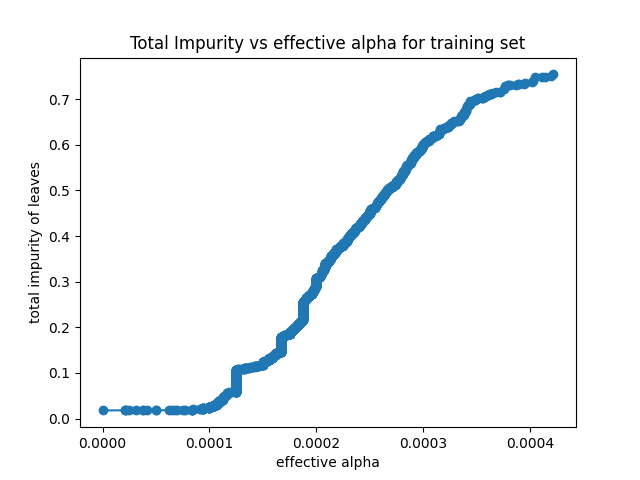 Total Impurity vs effective alpha for training set
total impurity of leaves
0.7
0.6
0.5
0.4
0.3
0.2
0.1
0.0
0.0000 0.0001 0.0002 0.0003 0.0004
effective alpha